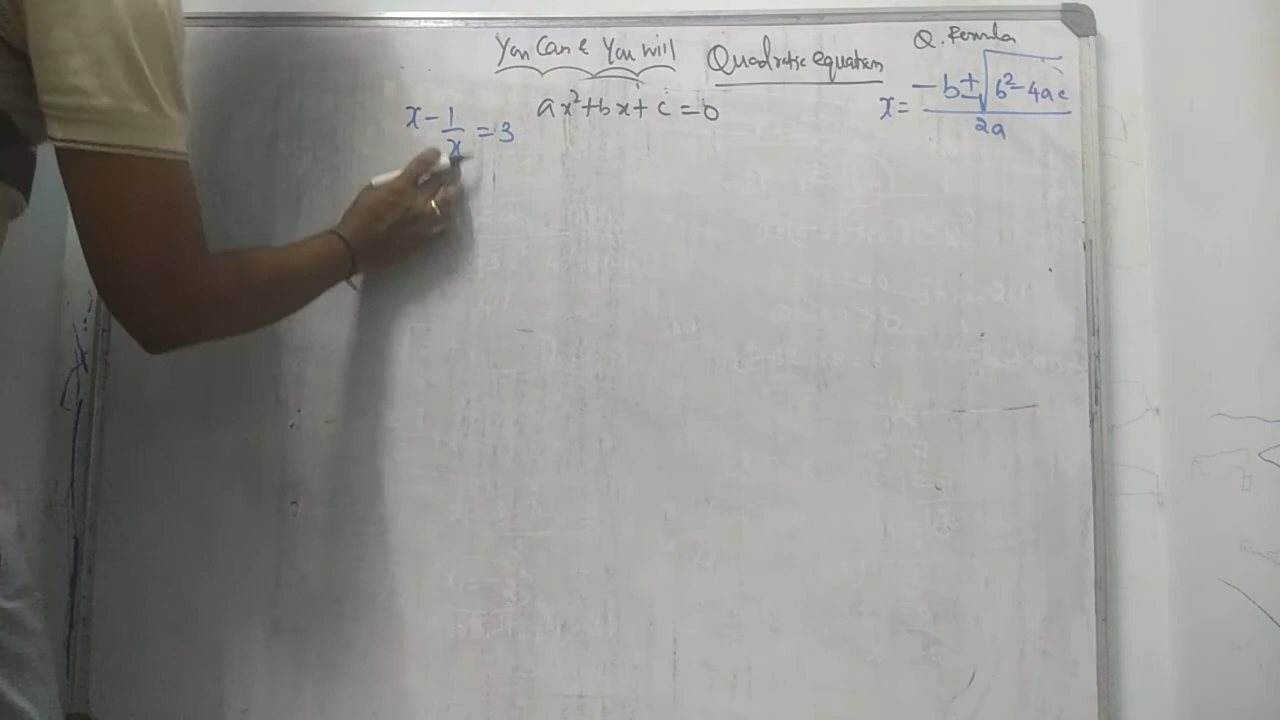 You Can & You will
Quadratic equation
Q. Formula
ax²+bx+c=0
x=(-b±√(b²-4ac))/2a
x-1/x=3